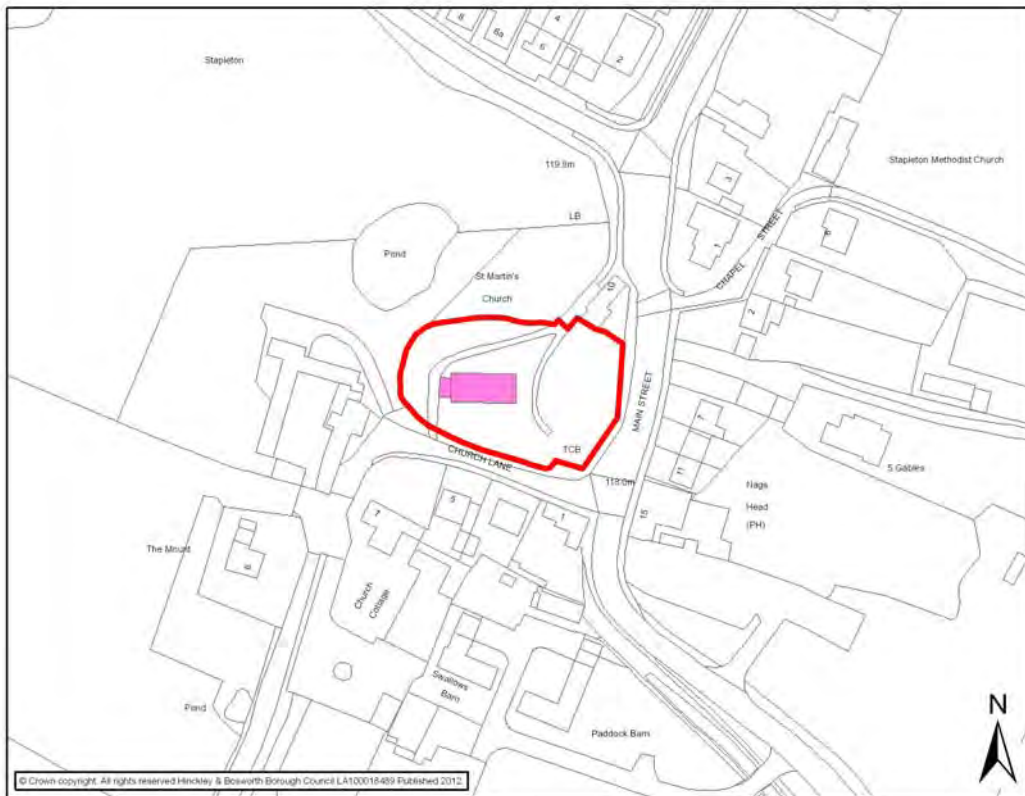 8
6a
4
6
2
Stapleton
119.9m
3
Stapleton Methodist Church
LB
1
CHAPEL STREET
Pond
St Martin's
Church
10
2
MAIN STREET
CHURCH LANE
TCB
7
11
5 Gables
118.0m
Nags
Head
(PH)
5
7
1
15
The Mount
Church
Cottage
Swallows
Barn
Pond
Paddock Barn
N
© Crown copyright. All rights reserved Hinckley & Bosworth Borough Council LA100018489 Published 2012